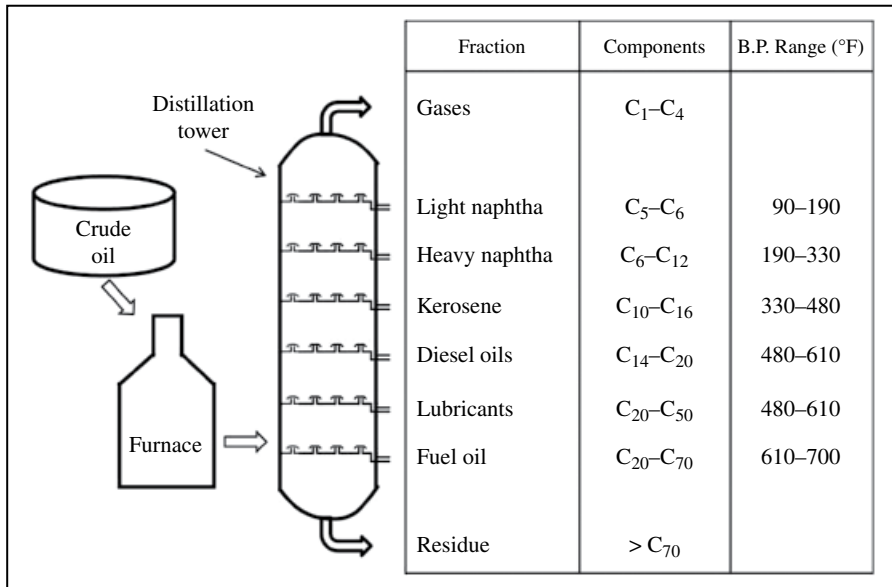 Fraction Components B.P. Range (°F)
Gases C₁–C₄
Distillation
tower
Light naphtha C₅–C₆ 90–190
Crude
oil
Heavy naphtha C₆–C₁₂ 190–330
Kerosene C₁₀–C₁₆ 330–480
Diesel oils C₁₄–C₂₀ 480–610
Lubricants C₂₀–C₅₀ 480–610
Furnace
Fuel oil C₂₀–C₇₀ 610–700
Residue > C₇₀